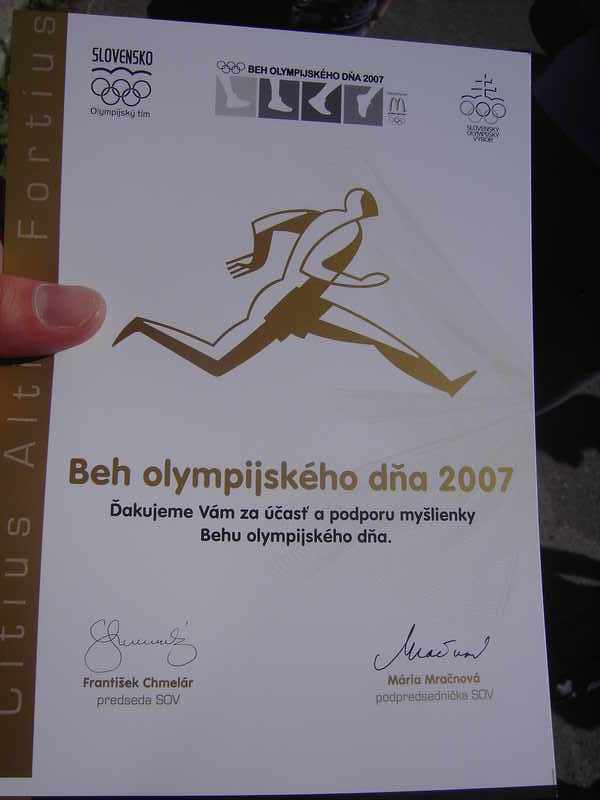 Citius Altius Fortius
SLOVENSKO
Olympijský tím
BEH OLYMPIJSKÉHO DŇA 2007
SLOVENSKÝ
OLYMPIJSKÝ
VÝBOR
Beh olympijského dňa 2007
Ďakujeme Vám za účasť a podporu myšlienky
Behu olympijského dňa.
František Chmelár
predseda SOV
Mária Mračnová
podpredsedníčka SOV